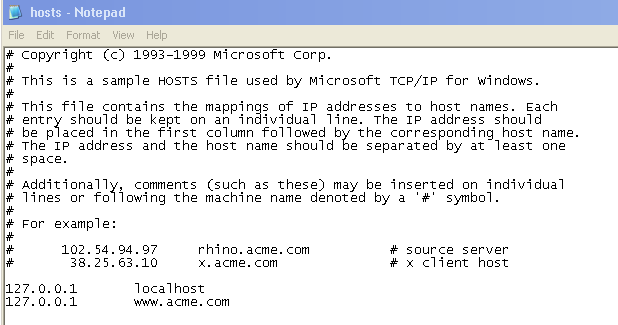 hosts - Notepad
File Edit Format View Help
# Copyright (c) 1993-1999 Microsoft Corp.
#
# This is a sample HOSTS file used by Microsoft TCP/IP for Windows.
#
# This file contains the mappings of IP addresses to host names. Each
# entry should be kept on an individual line. The IP address should
# be placed in the first column followed by the corresponding host name.
# The IP address and the host name should be separated by at least one
# space.
#
# Additionally, comments (such as these) may be inserted on individual
# lines or following the machine name denoted by a '#' symbol.
#
# For example:
#
#      102.54.94.97     rhino.acme.com          # source server
#       38.25.63.10     x.acme.com              # x client host

127.0.0.1       localhost
127.0.0.1       www.acme.com